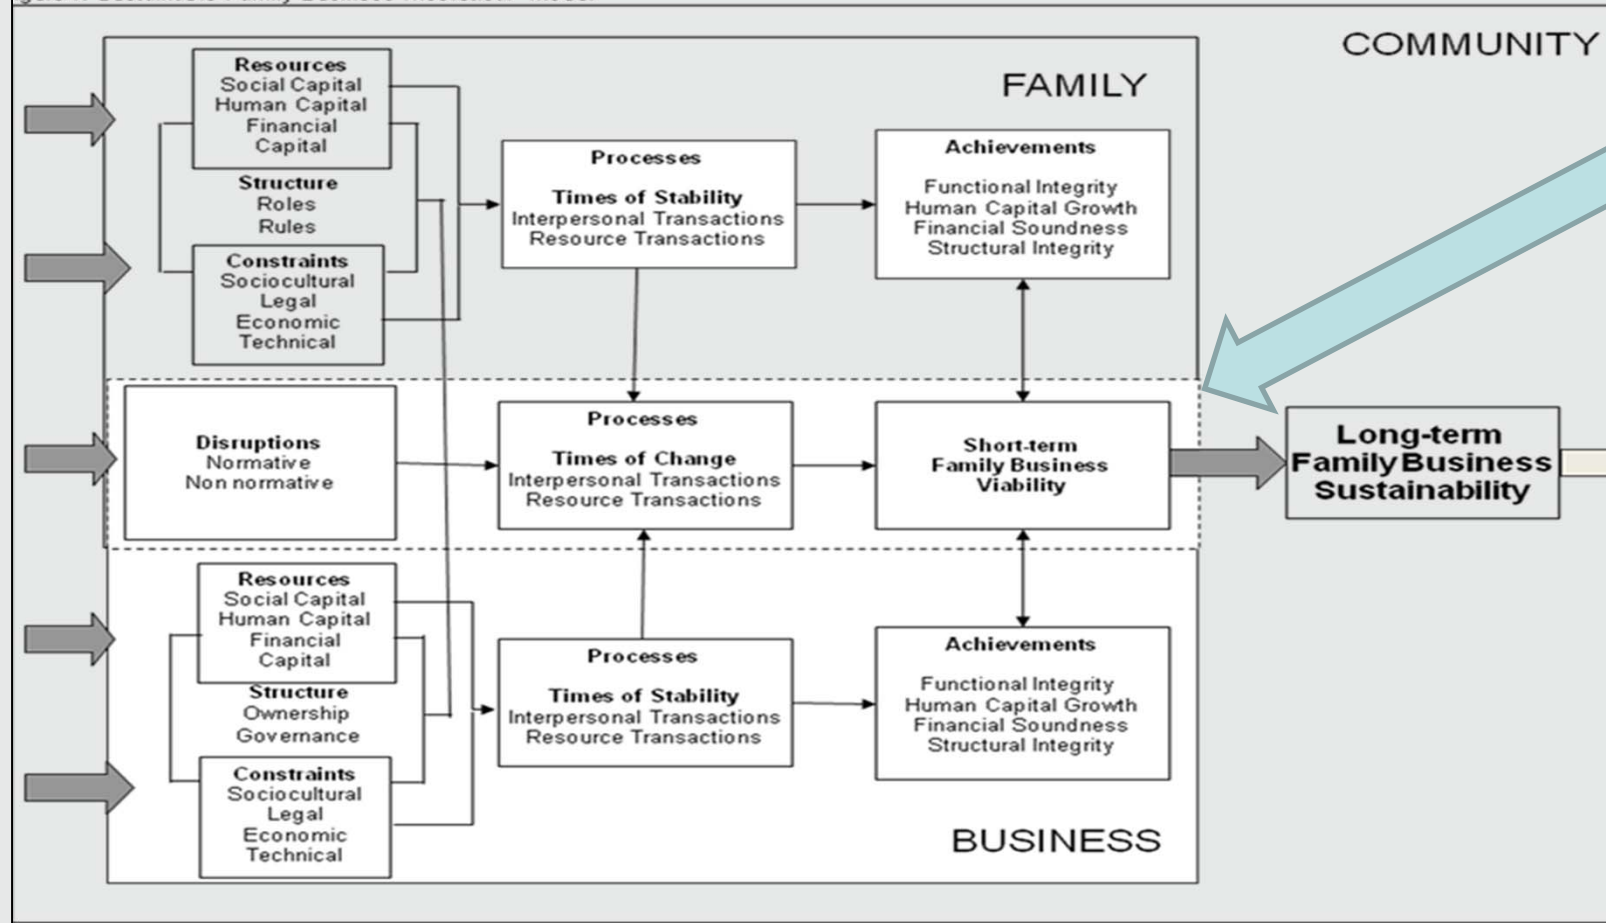 COMMUNITY
FAMILY
Resources
Social Capital
Human Capital
Financial
Capital
Structure
Roles
Rules
Constraints
Sociocultural
Legal
Economic
Technical
Processes
Times of Stability
Interpersonal Transactions
Resource Transactions
Achievements
Functional Integrity
Human Capital Growth
Financial Soundness
Structural Integrity
Disruptions
Normative
Non normative
Processes
Times of Change
Interpersonal Transactions
Resource Transactions
Short-term
Family Business
Viability
Long-term
Family Business
Sustainability
Resources
Social Capital
Human Capital
Financial
Capital
Structure
Ownership
Governance
Constraints
Sociocultural
Legal
Economic
Technical
Processes
Times of Stability
Interpersonal Transactions
Resource Transactions
Achievements
Functional Integrity
Human Capital Growth
Financial Soundness
Structural Integrity
BUSINESS